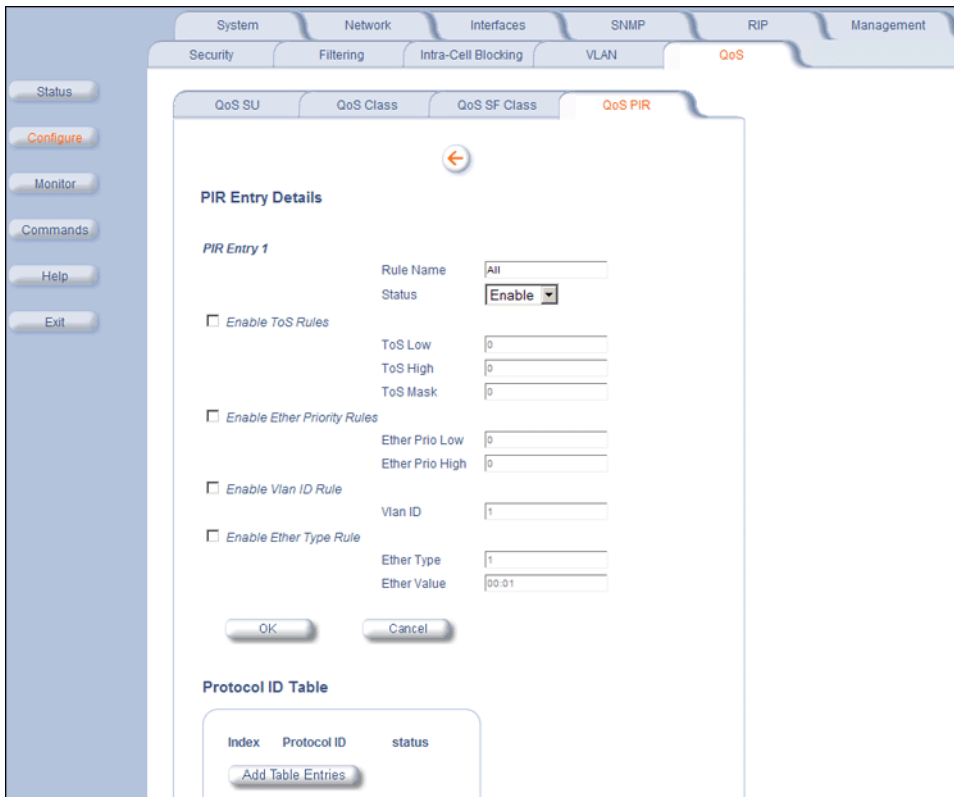 System Network Interfaces SNMP RIP Management
Security Filtering Intra-Cell Blocking VLAN QoS
Status
Configure
Monitor
Commands
Help
Exit
QoS SU QoS Class QoS SF Class QoS PIR
PIR Entry Details
PIR Entry 1
Rule Name All
Status Enable
Enable ToS Rules
ToS Low 0
ToS High 0
ToS Mask 0
Enable Ether Priority Rules
Ether Prio Low 0
Ether Prio High 0
Enable Vlan ID Rule
Vlan ID 1
Enable Ether Type Rule
Ether Type 1
Ether Value 00:01
OK Cancel
Protocol ID Table
Index Protocol ID status
Add Table Entries